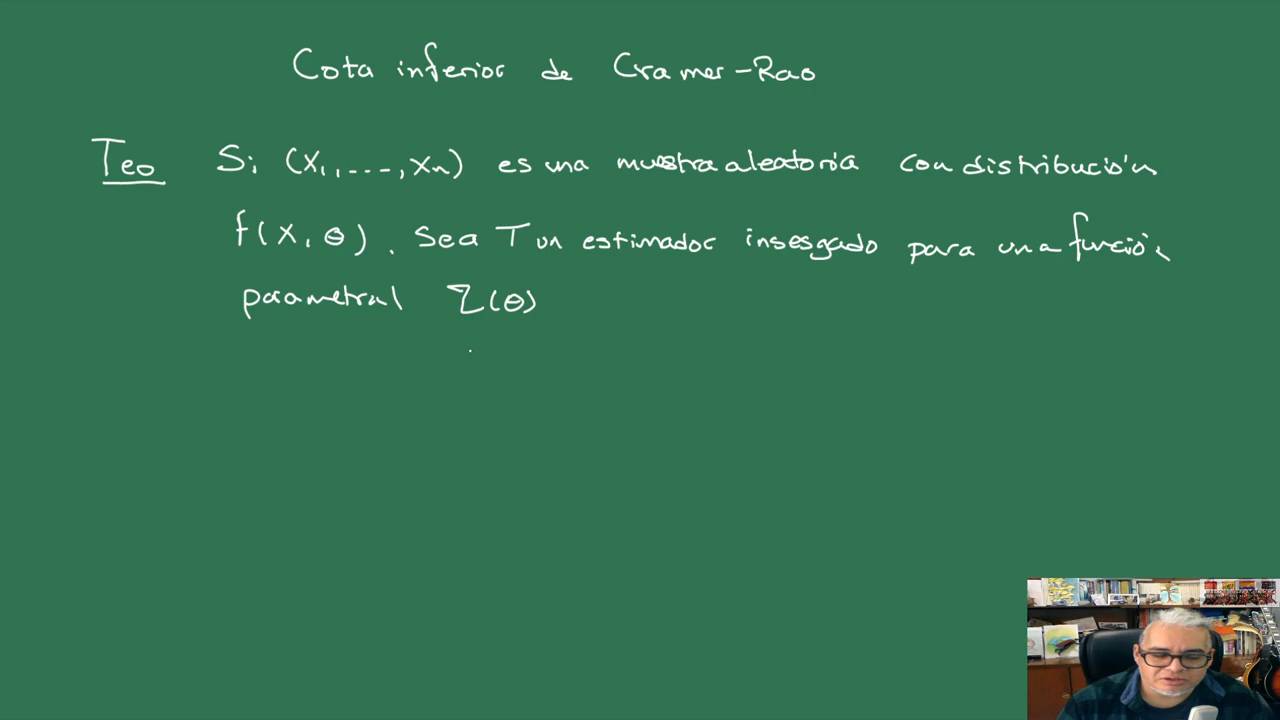 Cota inferior de Cramer-Rao
Teo Si (X1,...,Xn) es una muestra aleatoria con distribución
f(X,θ). Sea T un estimador insesgado para una función
parametral τ(θ)